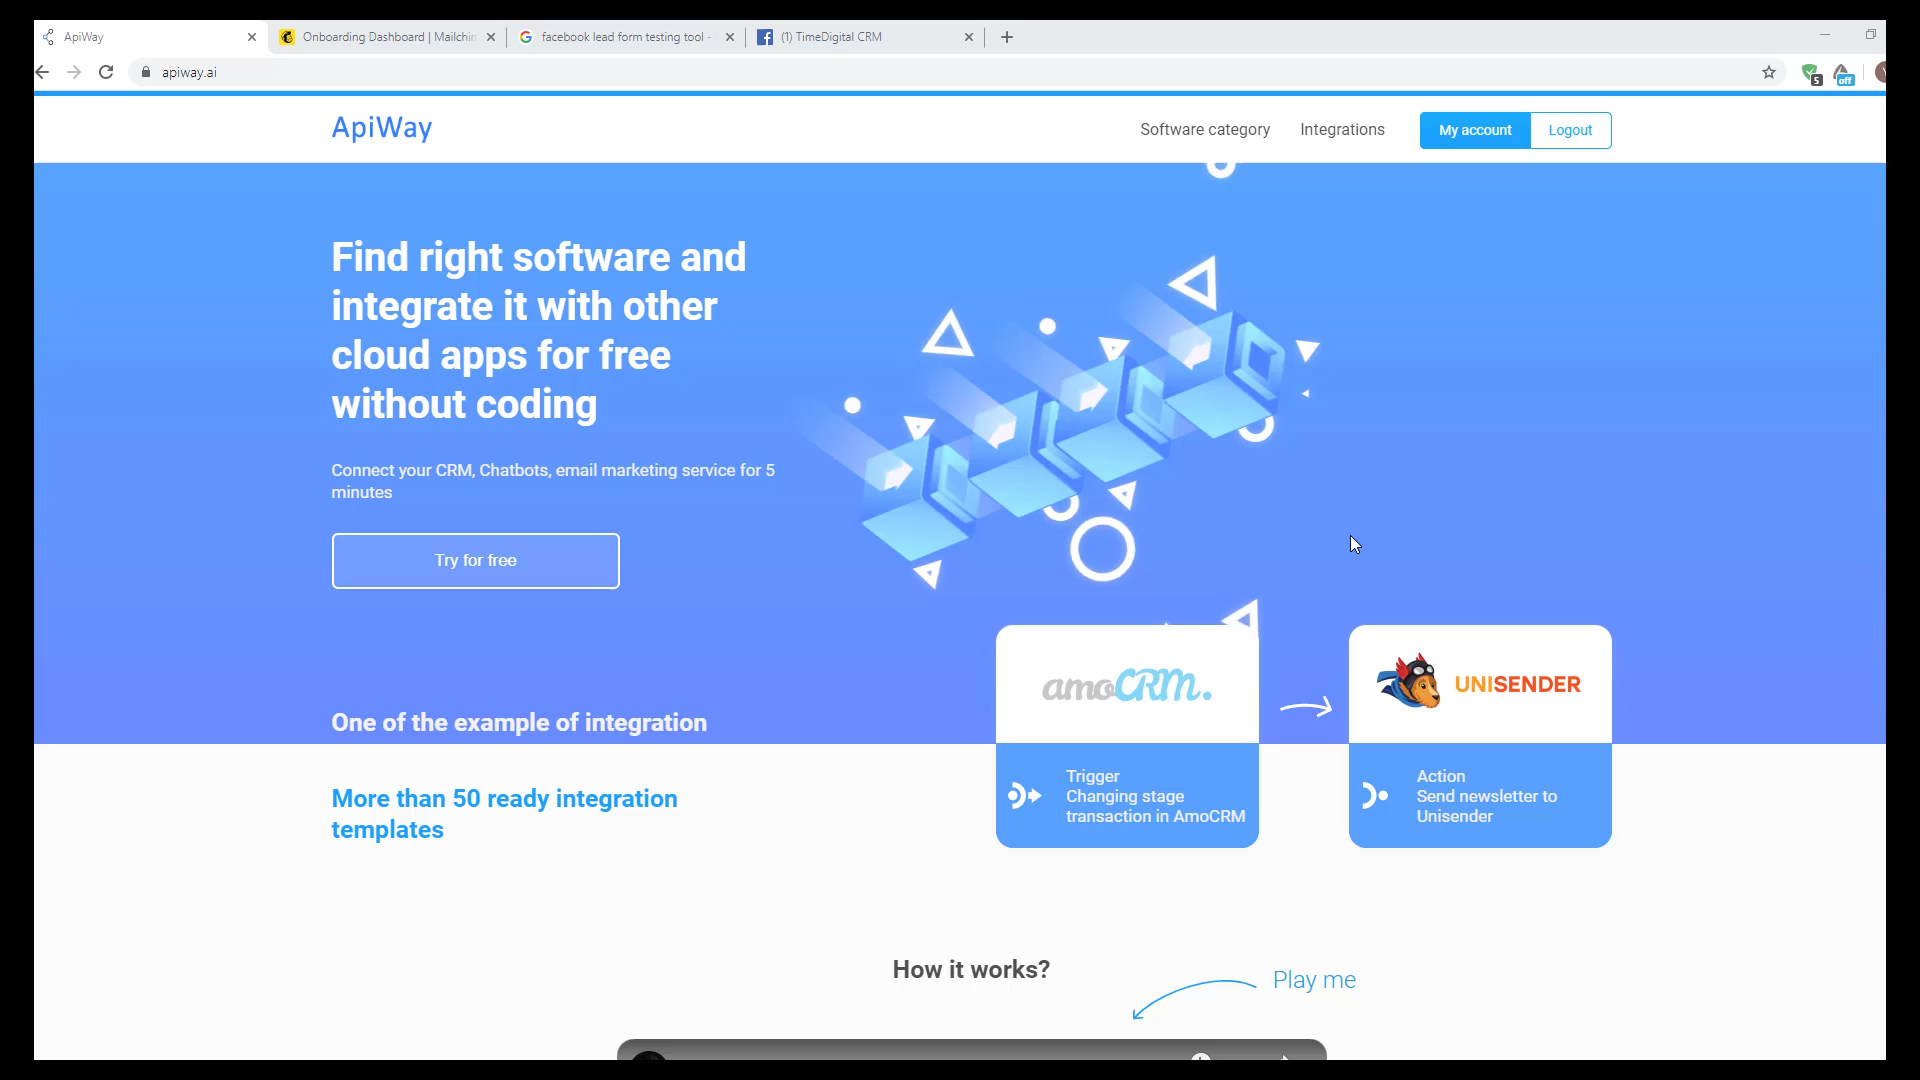 ApiWay
Onboarding Dashboard | Mailchim
facebook lead form testing tool -
(1) TimeDigital CRM
apiway.ai
5
off
ApiWay
Software category
Integrations
My account
Logout
Find right software and
integrate it with other
cloud apps for free
without coding
Connect your CRM, Chatbots, email marketing service for 5
minutes
Try for free
amoCRM.
UNISENDER
One of the example of integration
Trigger
Changing stage
transaction in AmoCRM
Action
Send newsletter to
Unisender
More than 50 ready integration
templates
How it works?
Play me